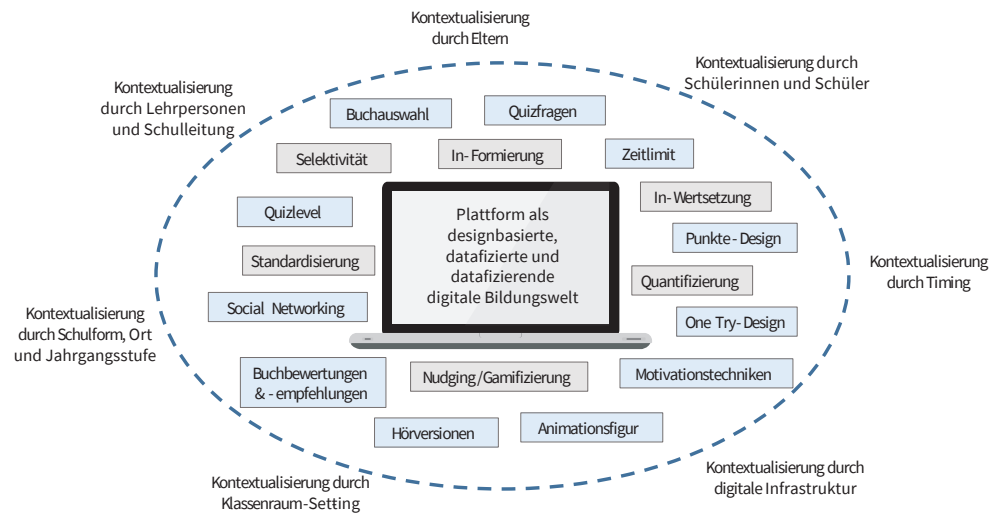 Kontextualisierung
durch Eltern
Kontextualisierung durch
Schülerinnen und Schüler
Kontextualisierung
durch Lehrpersonen
und Schulleitung
Buchauswahl
Quizfragen
Selektivität
In-Formierung
Zeitlimit
In-Wertsetzung
Quizlevel
Plattform als
designbasierte,
datafizierte und
datafizierende
digitale Bildungswelt
Punkte-Design
Standardisierung
Quantifizierung
Kontextualisierung
durch Timing
Social Networking
One Try-Design
Kontextualisierung
durch Schulform, Ort
und Jahrgangsstufe
Buchbewertungen
& -empfehlungen
Nudging/Gamifizierung
Motivationstechniken
Hörversionen
Animationsfigur
Kontextualisierung durch
Klassenraum-Setting
Kontextualisierung durch
digitale Infrastruktur